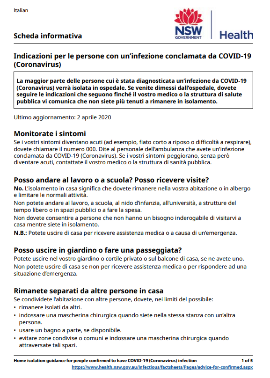 Italian
NSW
GOVERNMENT
Health
Scheda informativa
Indicazioni per le persone con un'infezione conclamata da COVID-19
(Coronavirus)
La maggior parte delle persone cui è stata diagnosticata un'infezione da COVID-19
(Coronavirus) verrà isolata in ospedale. Se venite dimessi dall'ospedale, dovete
seguire le indicazioni che seguono finché il vostro medico o la struttura di salute
pubblica vi comunica che non siete più tenuti a rimanere in isolamento.
Ultimo aggiornamento: 2 aprile 2020
Monitorate i sintomi
Se i vostri sintomi diventano acuti (ad esempio, fiato corto a riposo o difficoltà a respirare),
dovete chiamare il numero 000. Dite al personale dell'ambulanza che avete un'infezione
condamata da COVID-19 (Coronavirus). Se i vostri sintomi peggiorano, senza però
diventare acuti, contattate il vostro medico o la struttura di sanità pubblica.
Posso andare al lavoro o a scuola? Posso ricevere visite?
No. L'isolamento in casa significa che dovete rimanere nella vostra abitazione o in albergo
e limitare le normali attività.
Non potete andare al lavoro, a scuola, al nido d'infanzia, all'università, a strutture del
tempo libero o in spazi pubblici o a fare la spesa.
Non dovete consentire a persone che non hanno un bisogno inderogabile di visitarvi a
casa mentre siete in isolamento.
N.B.: Potete uscire di casa per ricevere assistenza medica o a causa di un'emergenza.
Posso uscire in giardino o fare una passeggiata?
Potete uscire nel vostro giardino o cortile privato o sul balcone di casa, se ne avete uno.
Non potete uscire di casa se non per ricevere assistenza medica o per rispondere ad una
situazione d'emergenza.
Rimanete separati da altre persone in casa
Se condividete l'abitazione con altre persone, dovete, nei limiti del possibile:
• rimanere isolati da altri.
• indossare una mascherina chirurgica quando siete nella stessa stanza con un'altra
persona.
• usare un bagno a parte, se disponibile.
• evitare zone condivise o comuni e indossare una mascherina chirurgica quando
attraversate tali spazi.
Home isolation guidance for people confirmed to have COVID-19 (Coronavirus) infection 1 of 5
https://www.health.nsw.gov.au/Infectious/factsheets/Pages/advice-for-confirmed.aspx